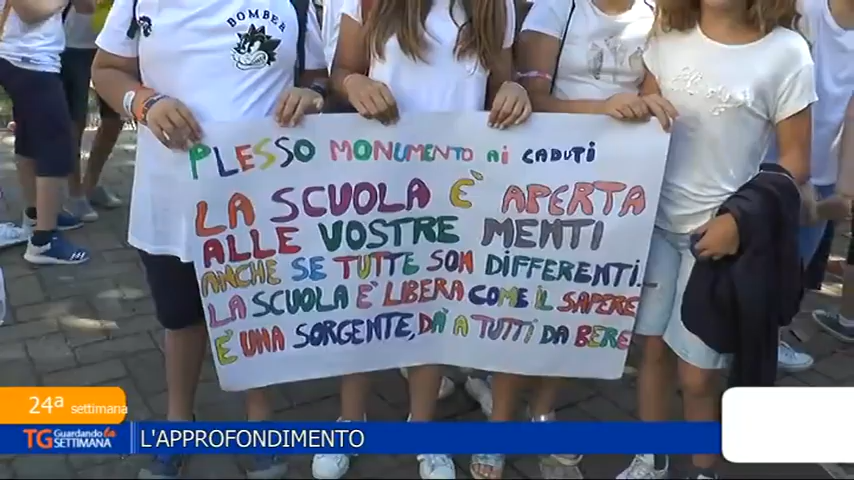 BOMBER
PLESSO MONUMENTO AI CADUTI
LA SCUOLA È APERTA
ALLE VOSTRE MENTI
ANCHE SE TUTTE SON DIFFERENTI.
LA SCUOLA E' LIBERA COME IL SAPERE
E' UNA SORGENTE, DÀ A TUTTI DA BERE
24ª settimana
TG Guardando la SETTIMANA
L'APPROFONDIMENTO